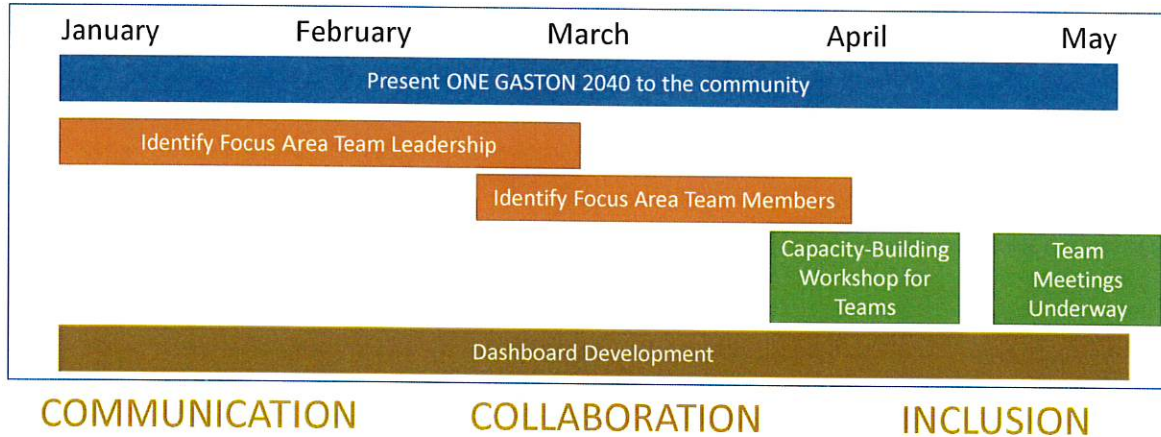 January February March April May
Present ONE GASTON 2040 to the community
Identify Focus Area Team Leadership
Identify Focus Area Team Members
Capacity-Building
Workshop for
Teams
Team
Meetings
Underway
Dashboard Development
COMMUNICATION COLLABORATION INCLUSION